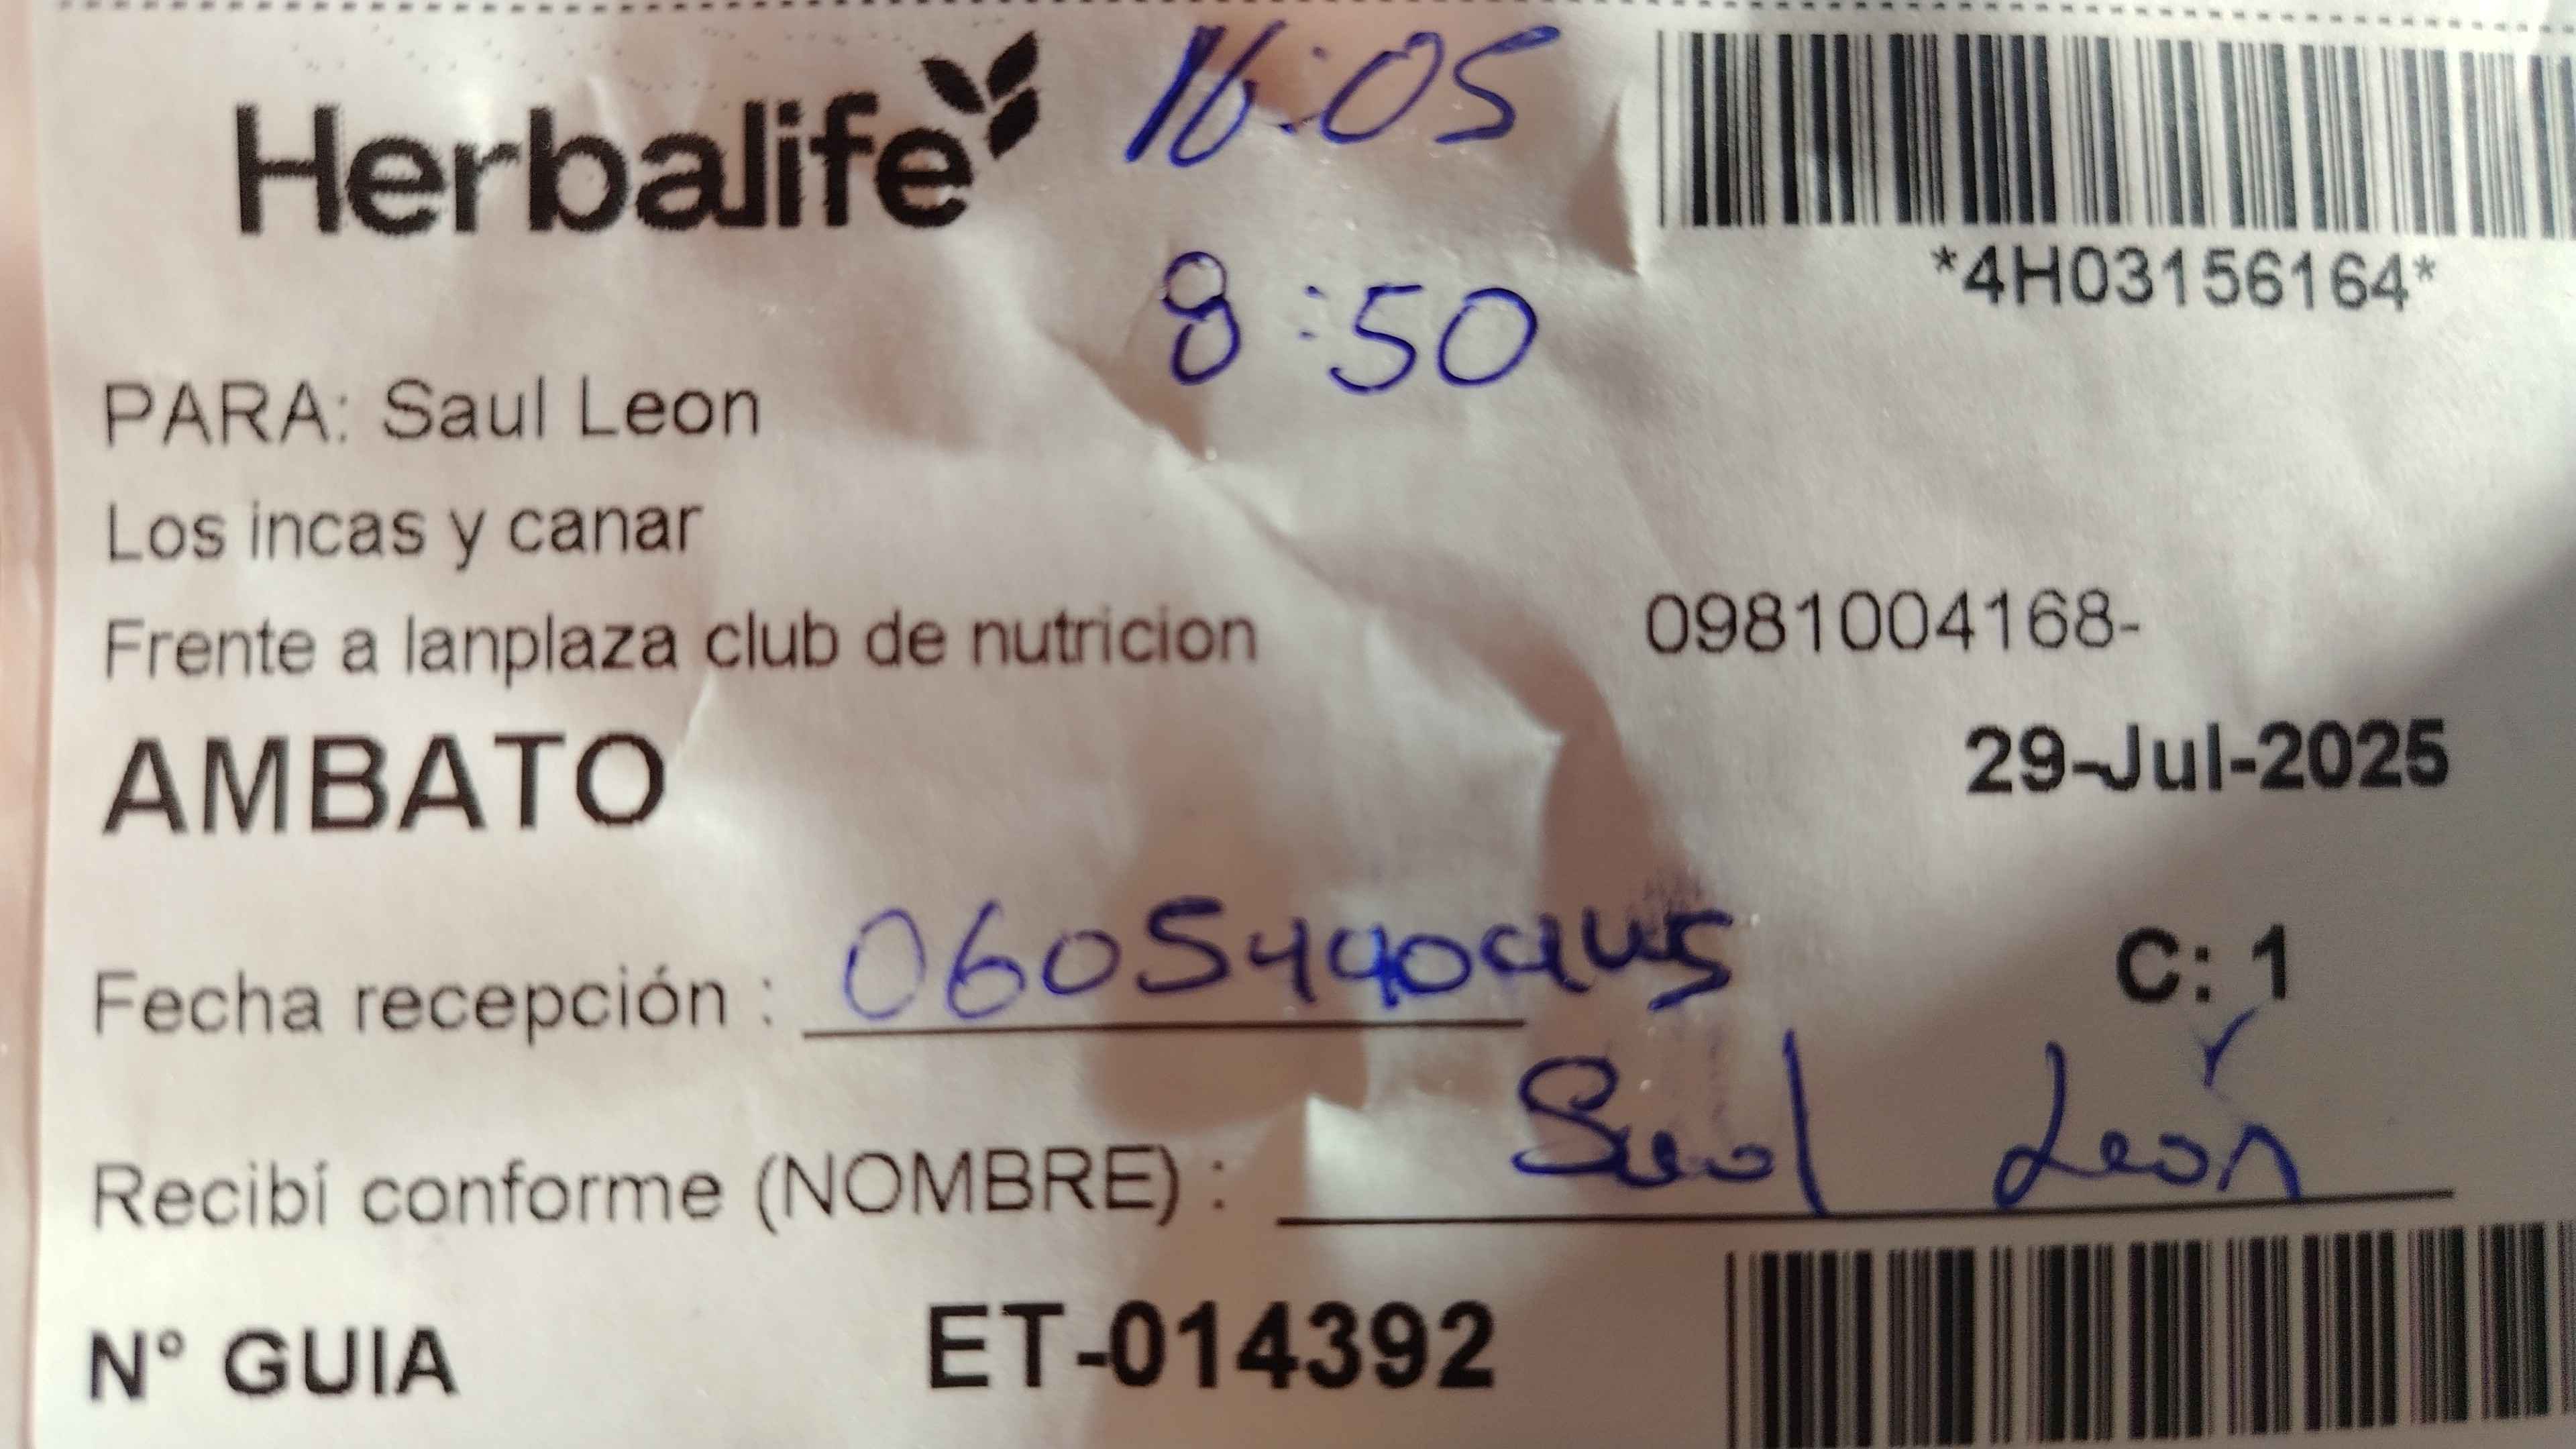 Herbalife
16:05
8:50
*4H03156164*
PARA: Saul Leon
Los incas y canar
Frente a lanplaza club de nutricion
0981004168-
AMBATO
29-Jul-2025
Fecha recepción :
C: 1
Recibí conforme (NOMBRE) : Saul León
N° GUIA ET-014392